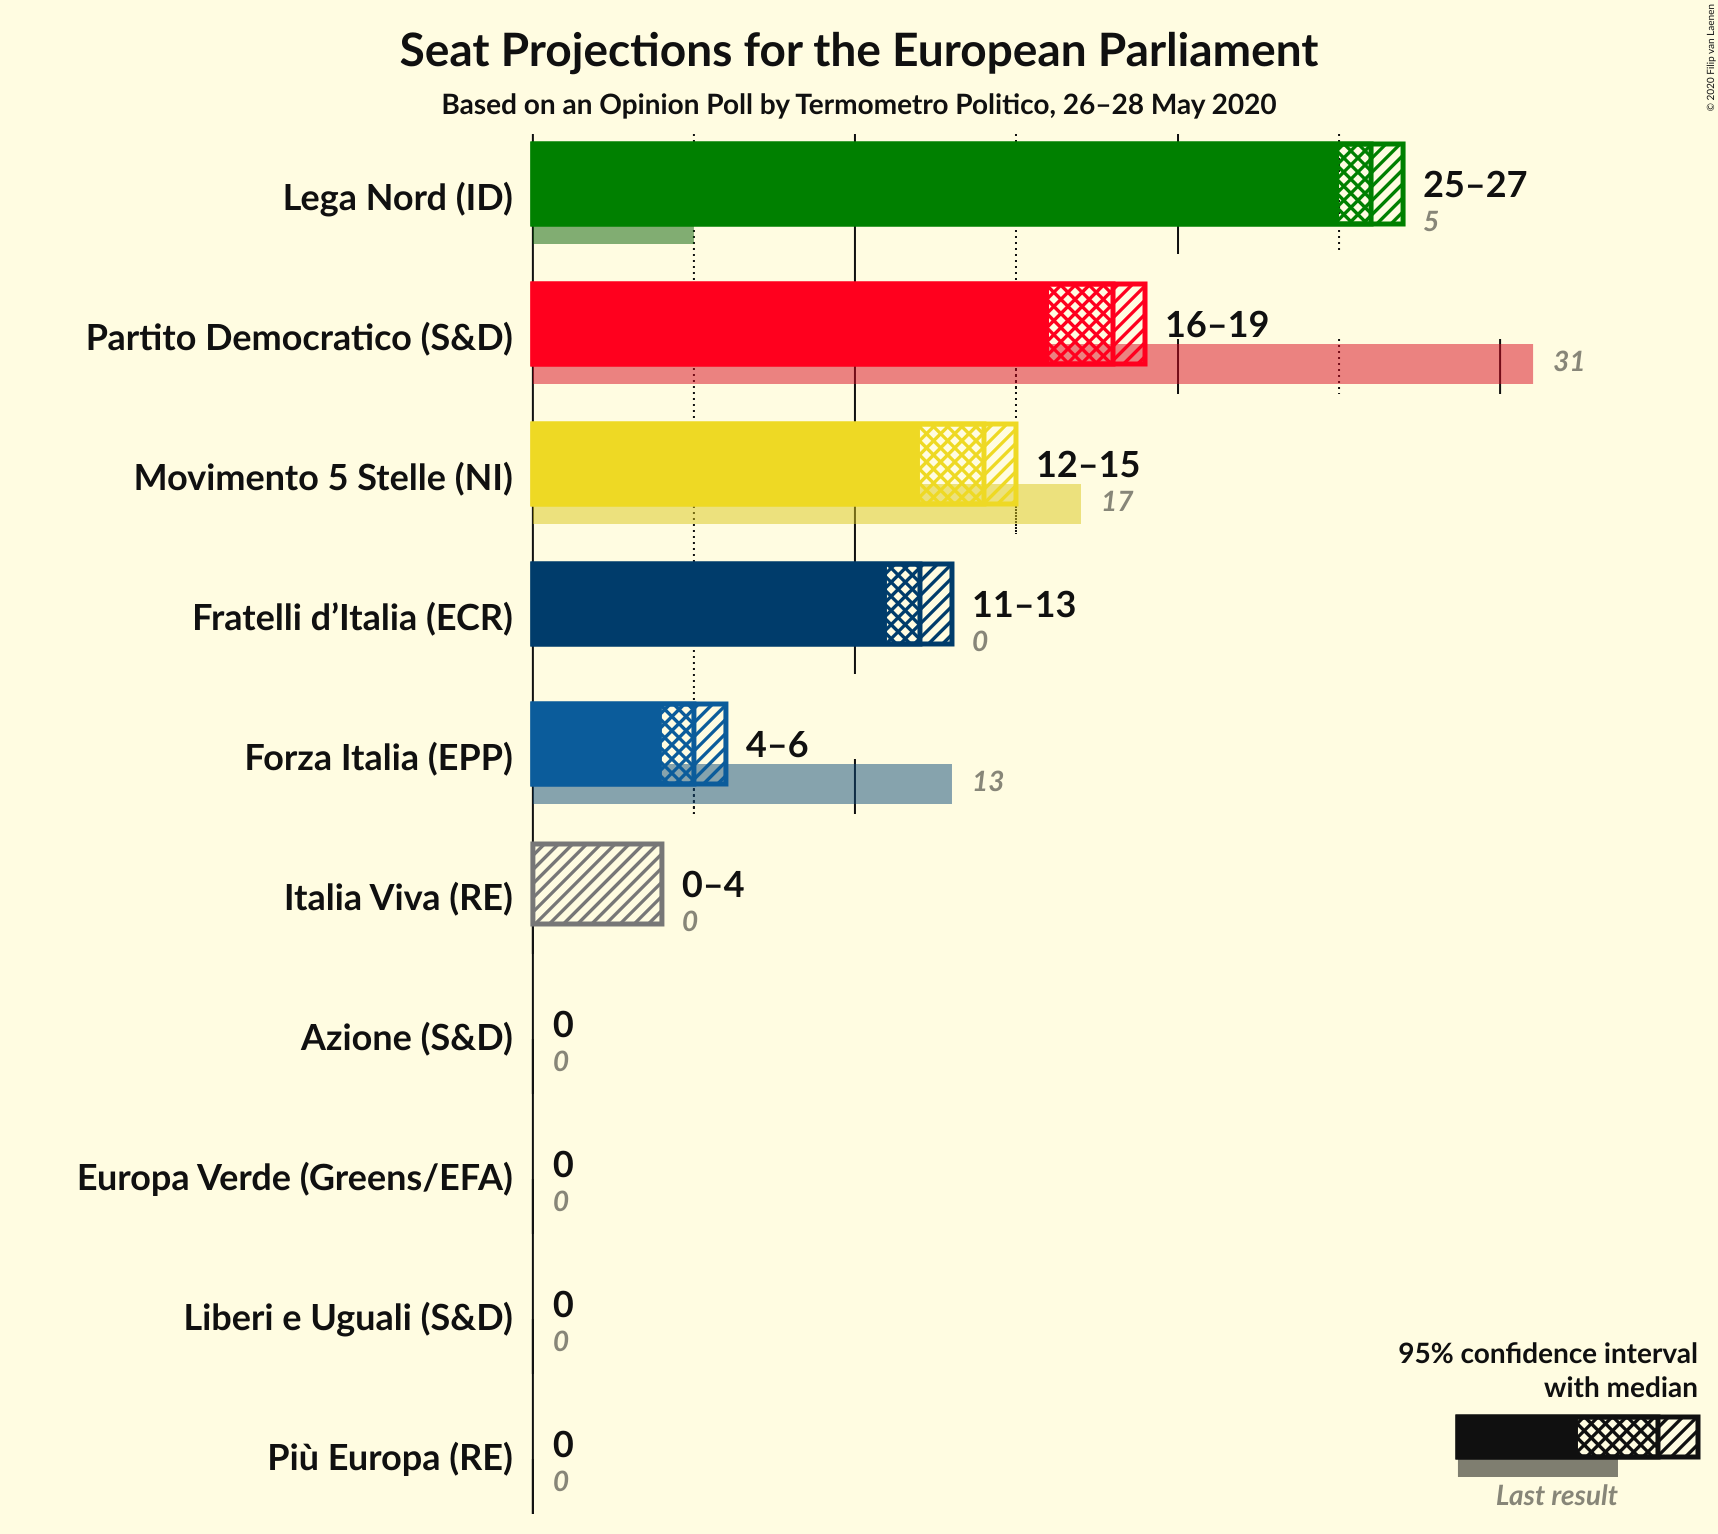 Seat Projections for the European Parliament
Based on an Opinion Poll by Termometro Politico, 26–28 May 2020
© 2020 Filip van Laenen
Lega Nord (ID)
25–27
5
Partito Democratico (S&D)
16–19
31
Movimento 5 Stelle (NI)
12–15
17
Fratelli d’Italia (ECR)
11–13
0
Forza Italia (EPP)
4–6
13
Italia Viva (RE)
0–4
0
Azione (S&D)
0
0
Europa Verde (Greens/EFA)
0
0
Liberi e Uguali (S&D)
0
0
Più Europa (RE)
0
0
95% confidence interval
with median
Last result